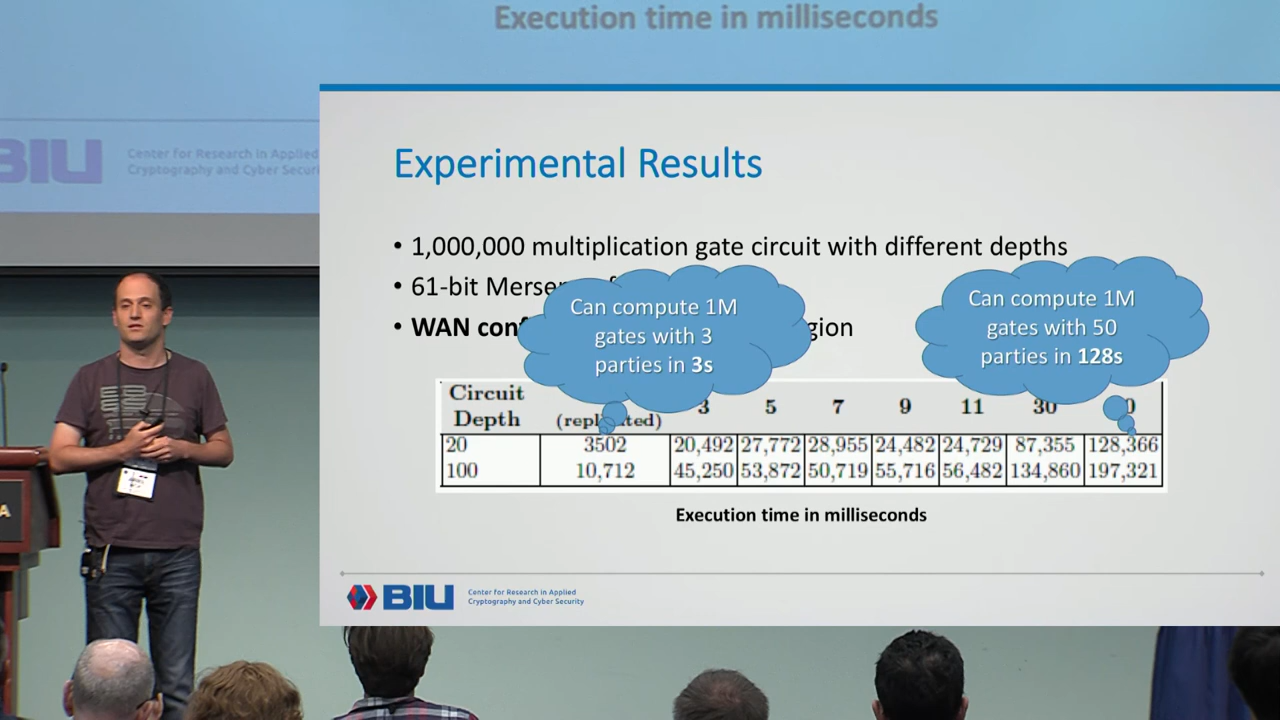 Execution time in milliseconds
BIU
Center for Research in Applied
Cryptography and Cyber Securi
Experimental Results
• 1,000,000 multiplication gate circuit with different depths
• 61-bit
• WAN
Can compute 1M
gates with 3
parties in 3s
Can compute 1M
gates with 50
parties in 128s
Circuit
Depth
3 5 7 9 11 30
20 3502 20,492 27,772 28,955 24,482 24,729 87,355 128,366
100 10,712 45,250 53,872 50,719 55,716 56,482 134,860 197,321
Execution time in milliseconds
BIU
Center for Research in Applied
Cryptography and Cyber Security
A